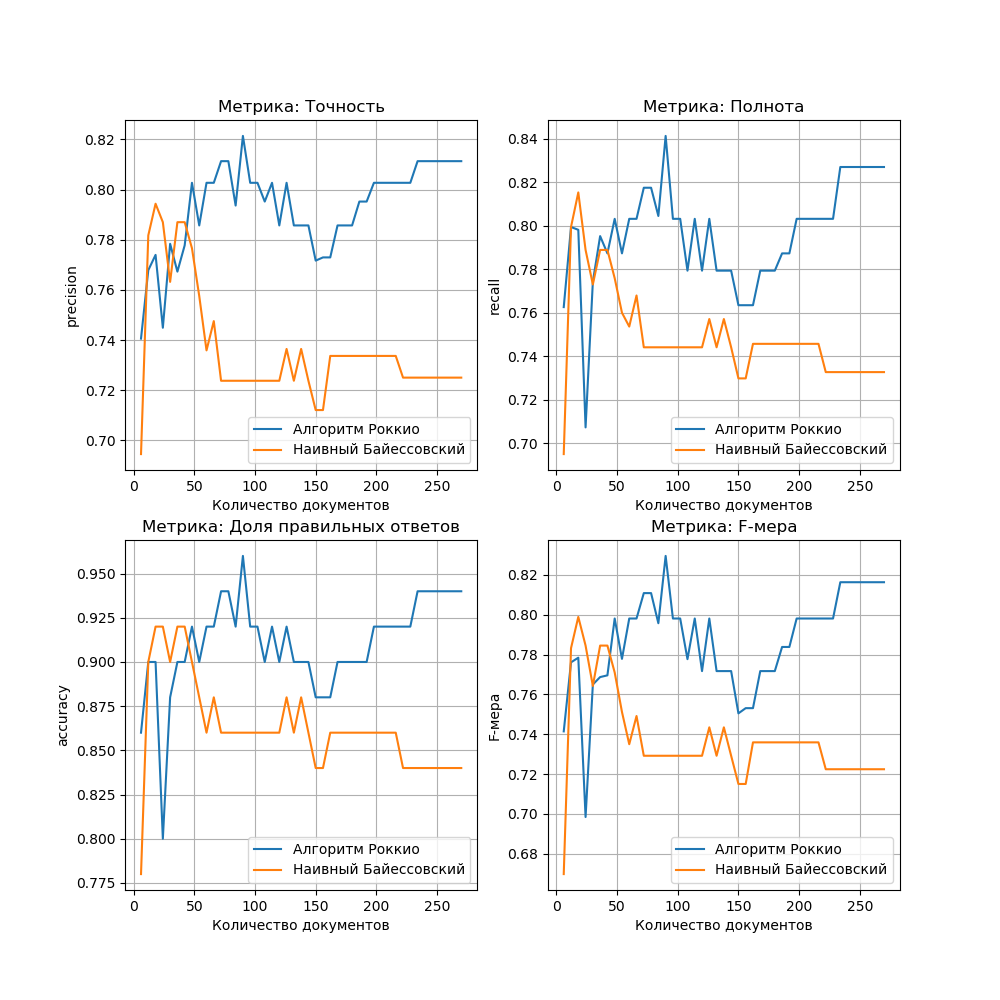 Метрика: Точность
0.82
0.80
0.78
0.76
0.74
0.72
0.70
precision
0
50
100
150
200
250
Количество документов
Алгоритм Роккио
Наивный Байессовский
Метрика: Полнота
0.84
0.82
0.80
0.78
0.76
0.74
0.72
0.70
recall
0
50
100
150
200
250
Количество документов
Алгоритм Роккио
Наивный Байессовский
Метрика: Доля правильных ответов
0.950
0.925
0.900
0.875
0.850
0.825
0.800
0.775
accuracy
0
50
100
150
200
250
Количество документов
Алгоритм Роккио
Наивный Байессовский
Метрика: F-мера
0.82
0.80
0.78
0.76
0.74
0.72
0.70
0.68
F-мера
0
50
100
150
200
250
Количество документов
Алгоритм Роккио
Наивный Байессовский